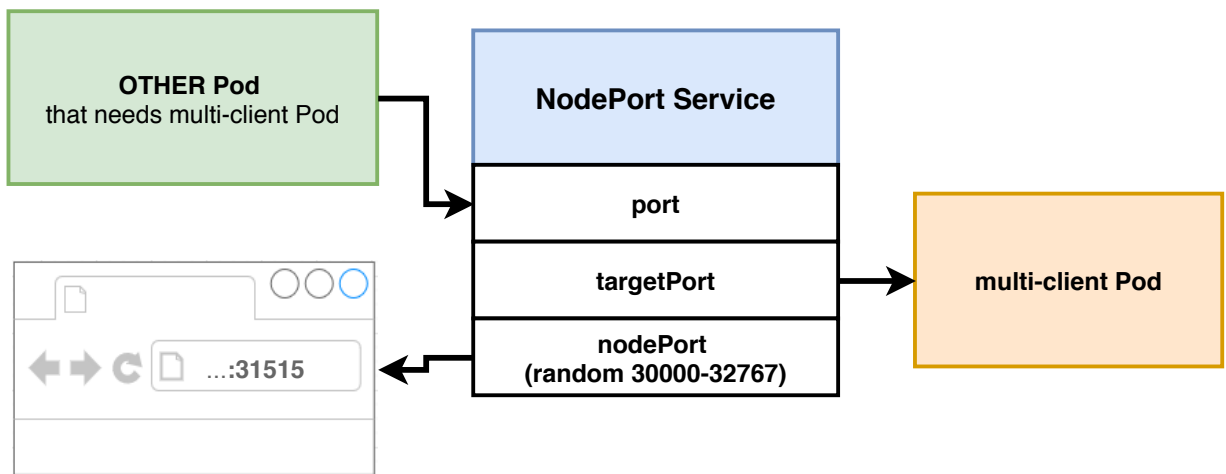 OTHER Pod
that needs multi-client Pod
NodePort Service
port
targetPort
nodePort
(random 30000-32767)
multi-client Pod
...:31515